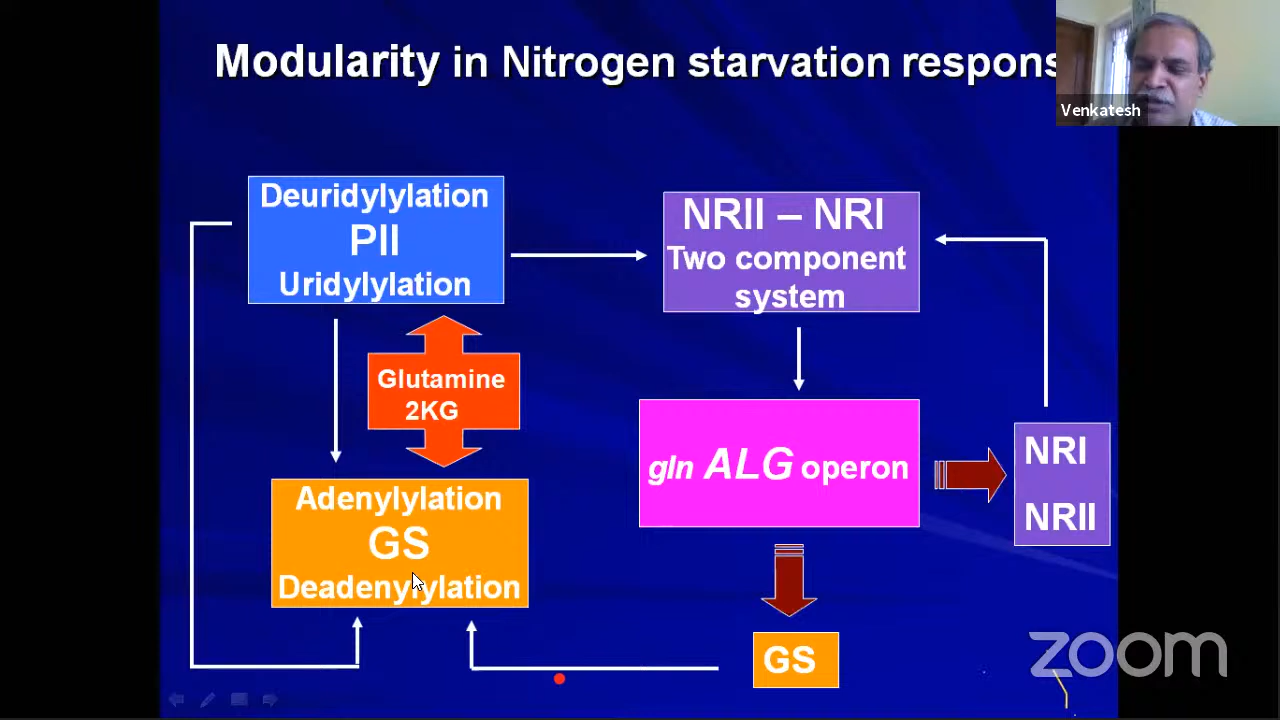 Modularity in Nitrogen starvation respons
Venkatesh
Deuridylylation
PII
Uridylylation
NRII – NRI
Two component
system
Glutamine
2KG
gln ALG operon
NRI
NRII
Adenylylation
GS
Deadenylylation
GS
zoom